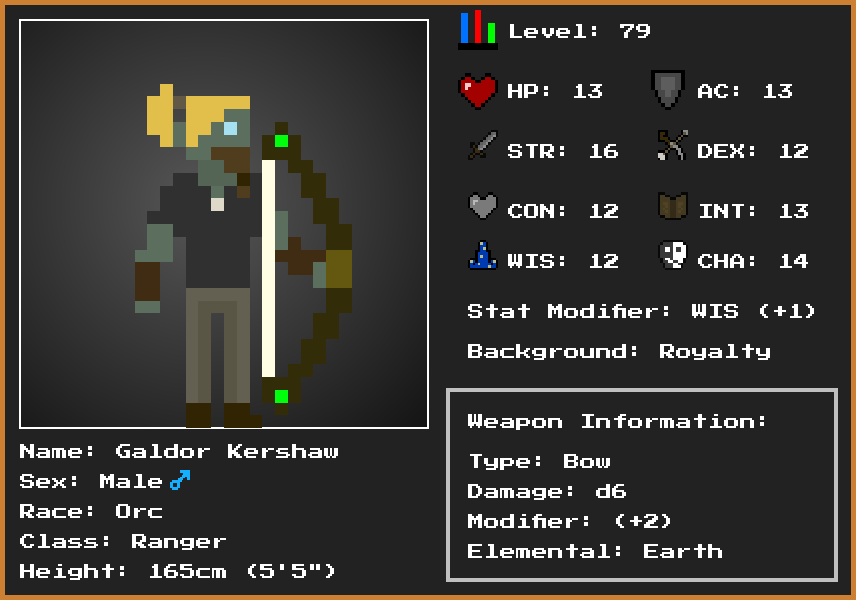 Level: 79
HP: 13
AC: 13
STR: 16
DEX: 12
CON: 12
INT: 13
WIS: 12
CHA: 14
Stat Modifier: WIS (+1)
Background: Royalty
Weapon Information:
Type: Bow
Damage: d6
Modifier: (+2)
Elemental: Earth
Name: Galdor Kershaw
Sex: Male♂
Race: Orc
Class: Ranger
Height: 165cm (5'5")